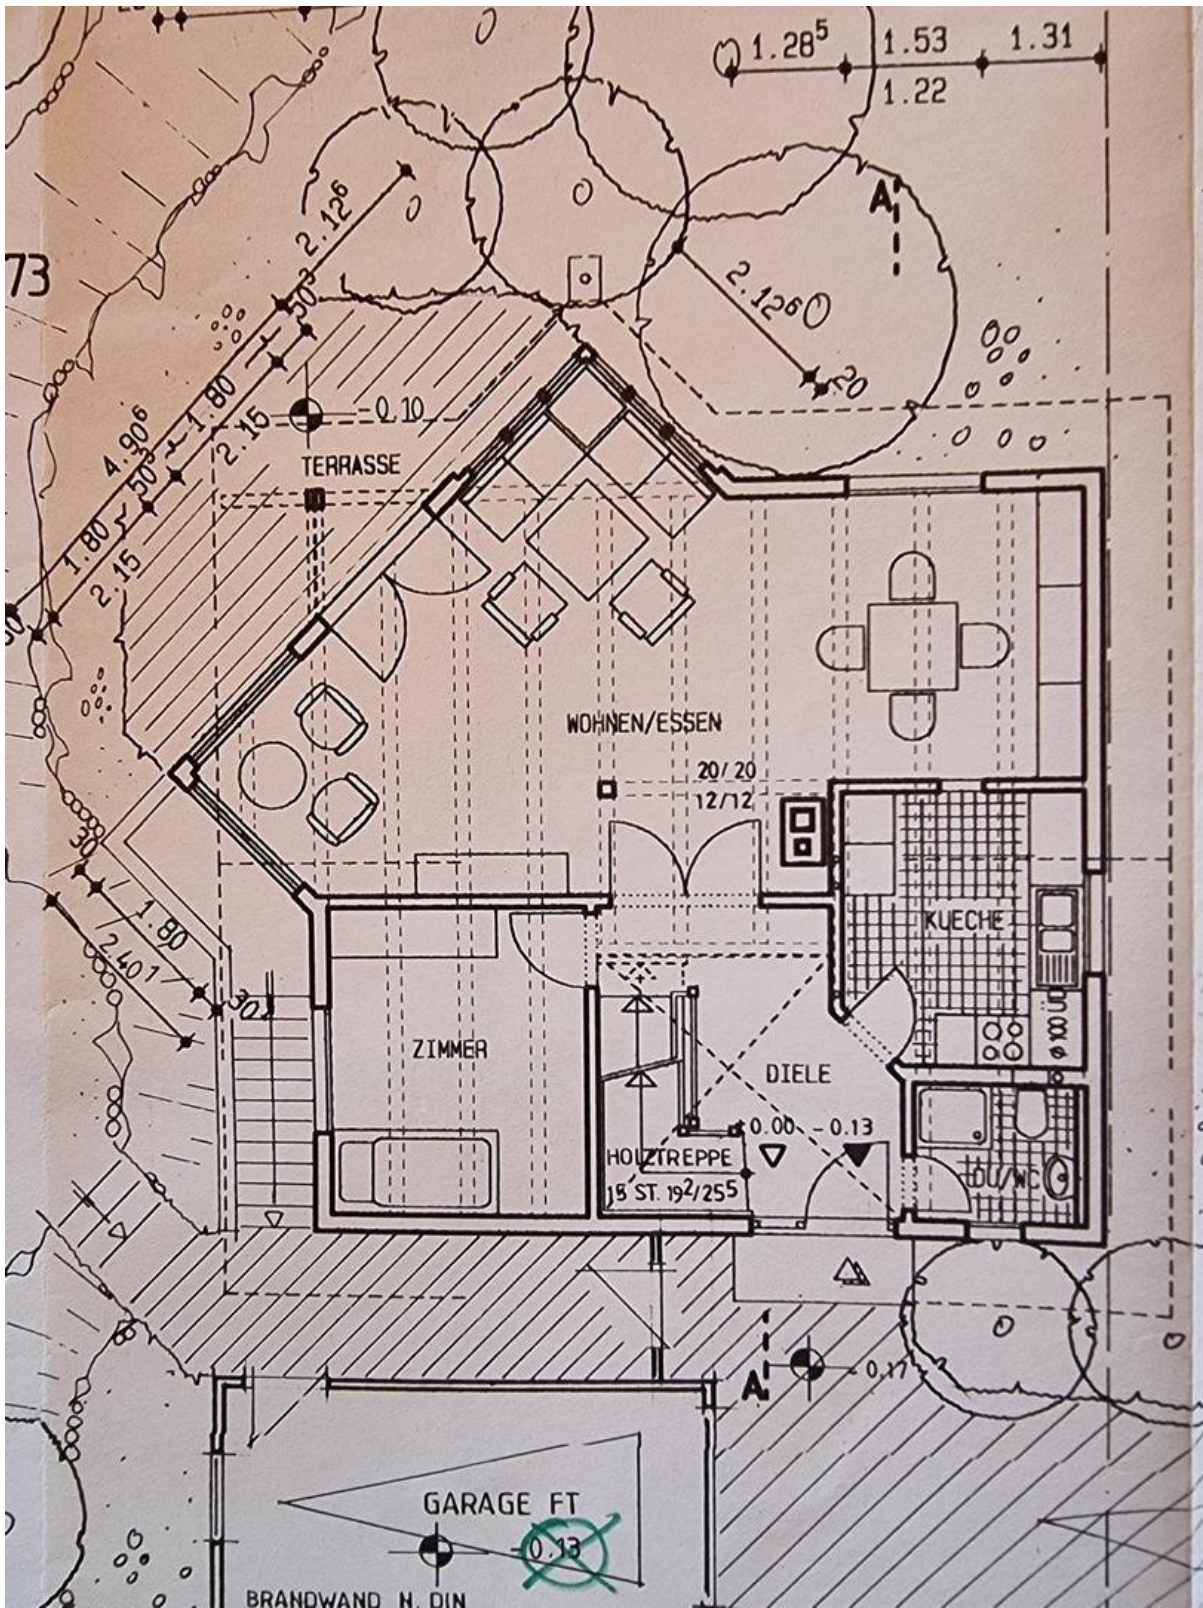 1.28⁵ 1.53 1.31
1.22
A
2.12⁶
2.12⁶
20
73
50³
1.80
2.15
4.90⁶
50³
1.80
2.15
-0.10
TERRASSE
WOHNEN/ESSEN
20/20
12/12
30
1.80
2.40¹
30
KUECHE
ZIMMER
DIELE
0.00 -0.13
HOLZTREPPE
15 ST. 19²/25⁵
DU/WC
A
-0.17
GARAGE FT
-0.13
BRANDWAND N. DIN